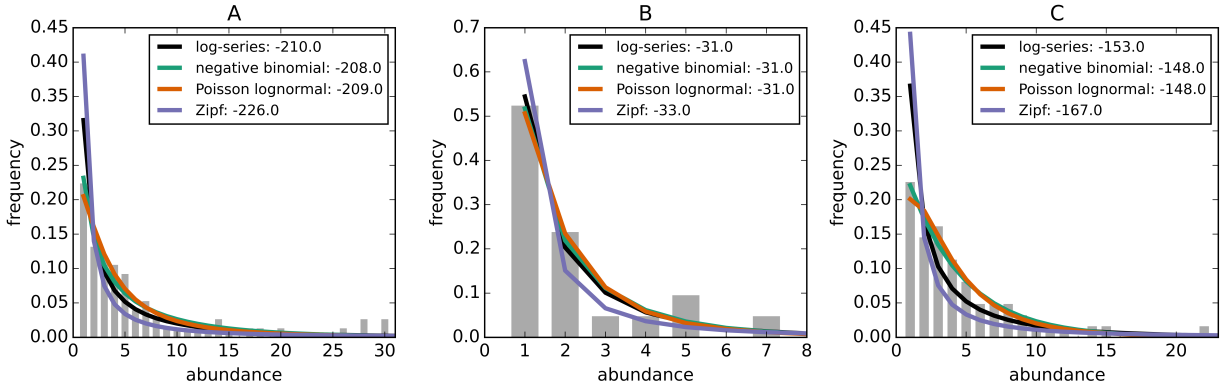 A
frequency
0.45
0.40
0.35
0.30
0.25
0.20
0.15
0.10
0.05
0.00
log-series: -210.0
negative binomial: -208.0
Poisson lognormal: -209.0
Zipf: -226.0
0 5 10 15 20 25 30
abundance
B
frequency
0.7
0.6
0.5
0.4
0.3
0.2
0.1
0.0
log-series: -31.0
negative binomial: -31.0
Poisson lognormal: -31.0
Zipf: -33.0
0 1 2 3 4 5 6 7 8
abundance
C
frequency
0.45
0.40
0.35
0.30
0.25
0.20
0.15
0.10
0.05
0.00
log-series: -153.0
negative binomial: -148.0
Poisson lognormal: -148.0
Zipf: -167.0
0 5 10 15 20
abundance